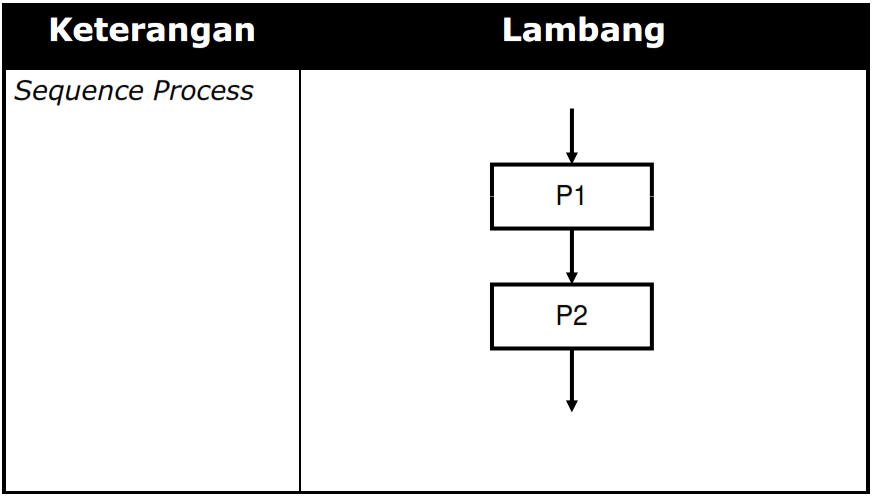 Keterangan
Lambang
Sequence Process
P1
P2